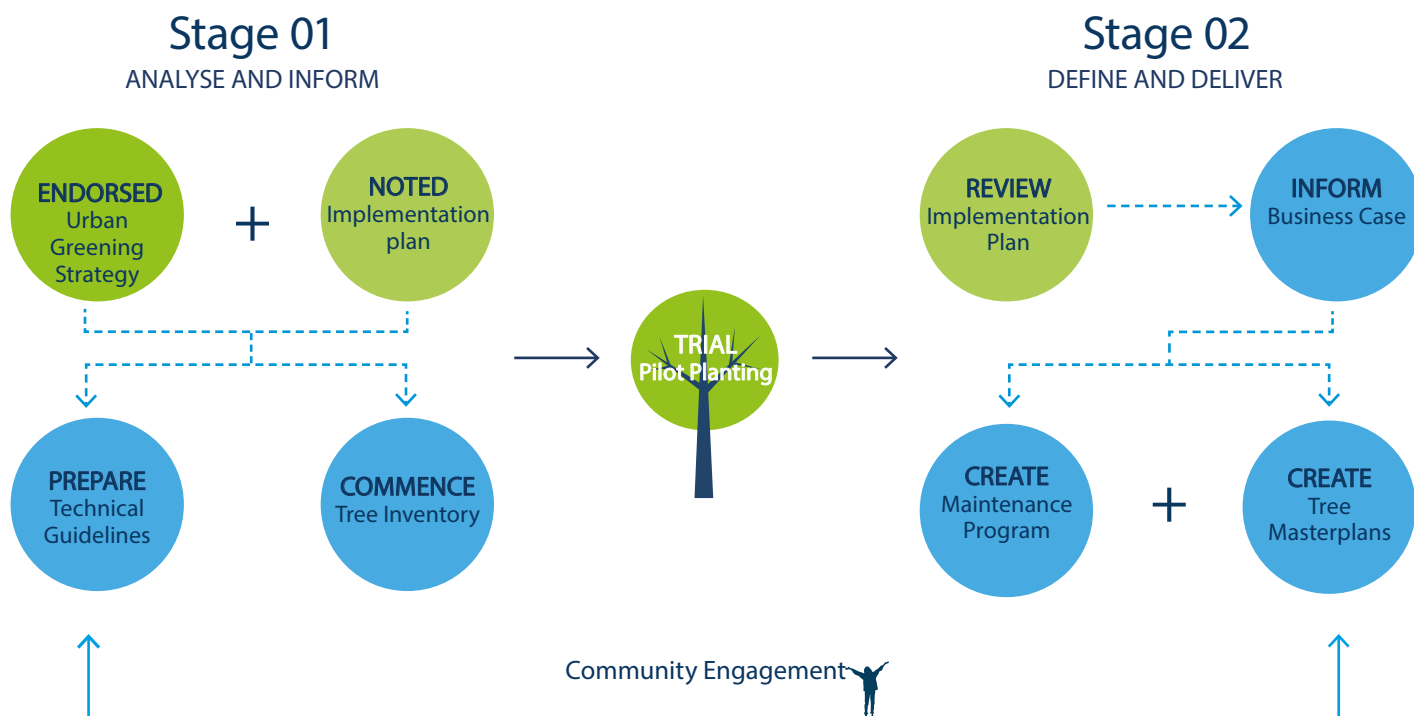 Stage 01
ANALYSE AND INFORM
ENDORSED
Urban
Greening
Strategy
+
NOTED
Implementation
plan
PREPARE
Technical
Guidelines
COMMENCE
Tree Inventory
TRIAL
Pilot Planting
Stage 02
DEFINE AND DELIVER
REVIEW
Implementation
Plan
INFORM
Business Case
CREATE
Maintenance
Program
+
CREATE
Tree
Masterplans
Community Engagement